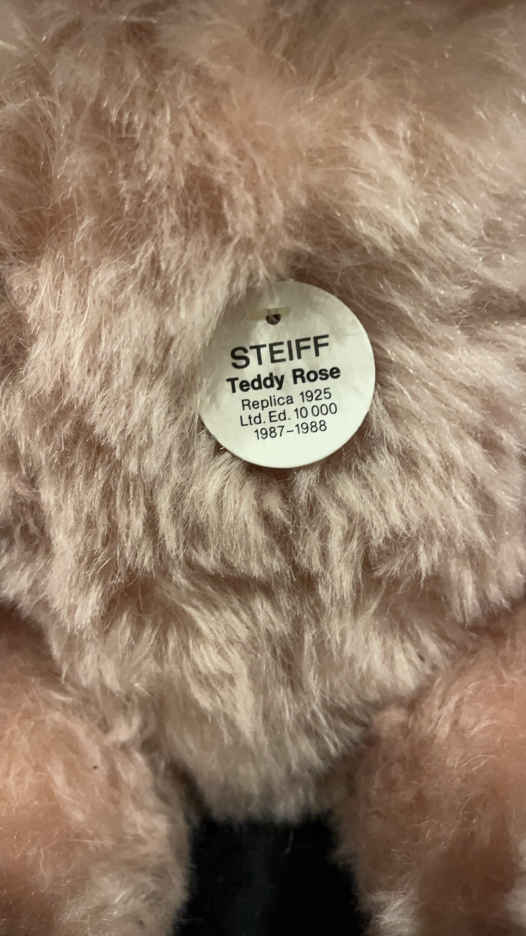 STEIFF
Teddy Rose
Replica 1925
Ltd. Ed. 10 000
1987-1988